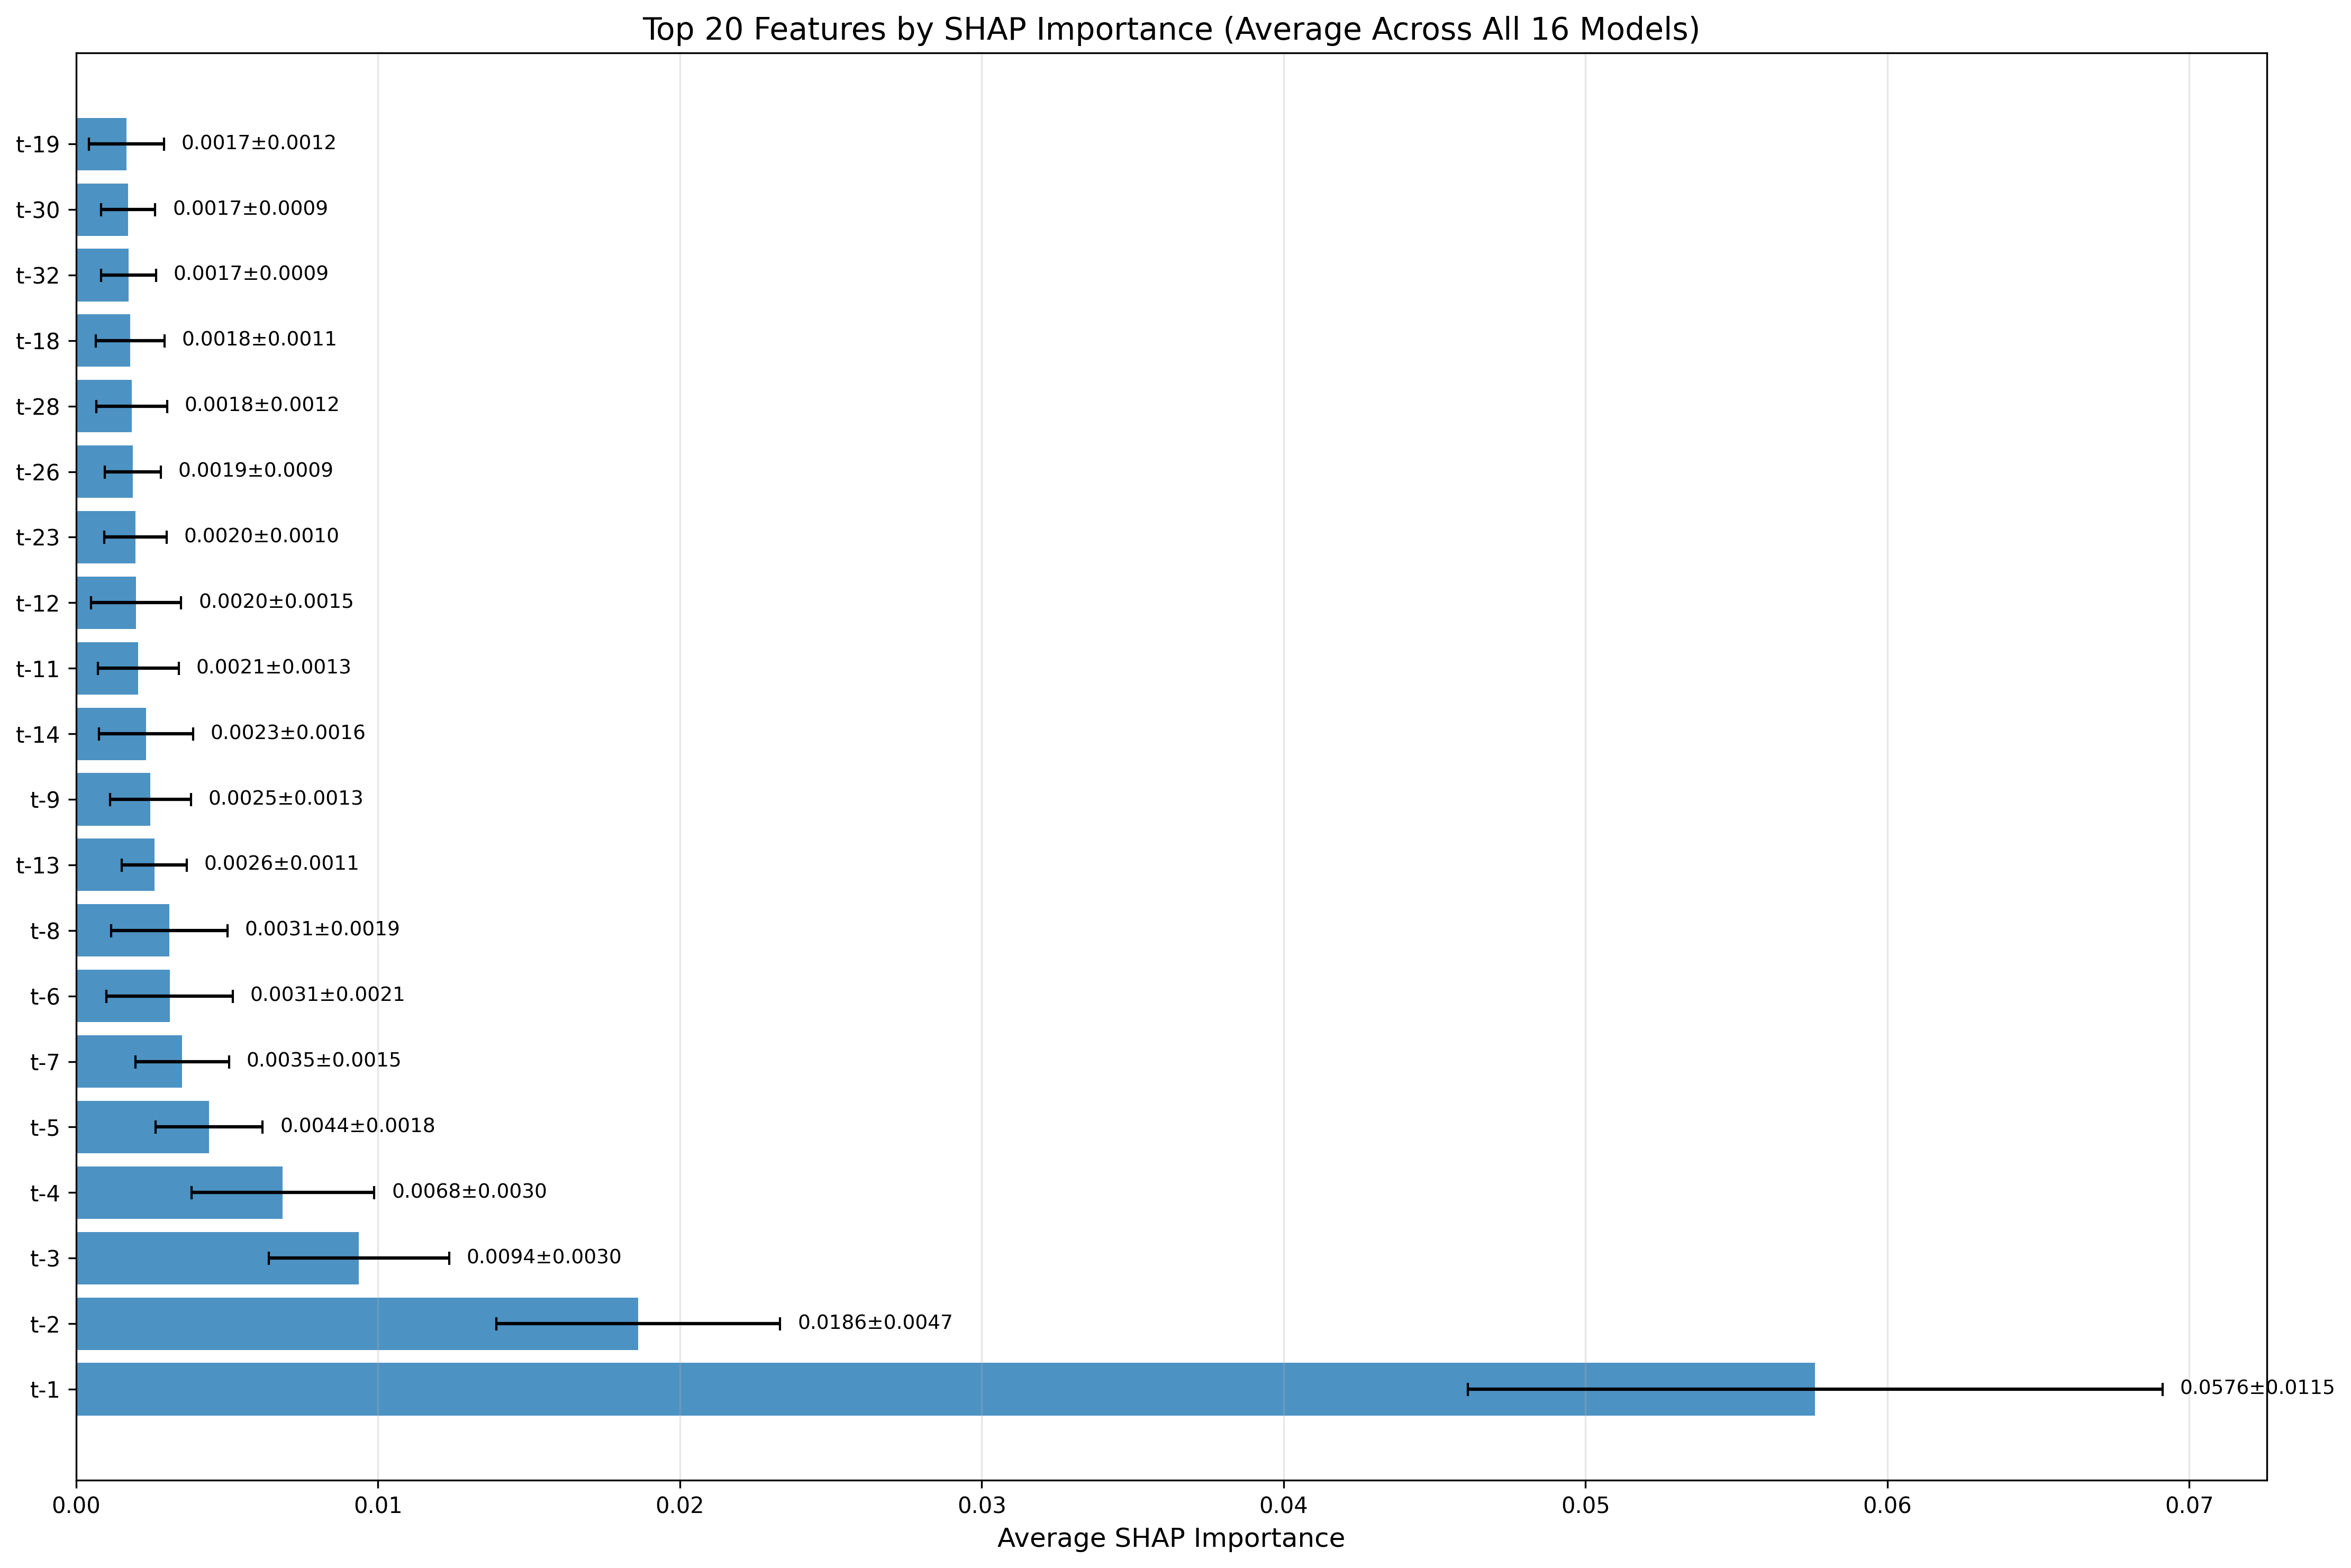 Top 20 Features by SHAP Importance (Average Across All 16 Models)
t-19 0.0017±0.0012
t-30 0.0017±0.0009
t-32 0.0017±0.0009
t-18 0.0018±0.0011
t-28 0.0018±0.0012
t-26 0.0019±0.0009
t-23 0.0020±0.0010
t-12 0.0020±0.0015
t-11 0.0021±0.0013
t-14 0.0023±0.0016
t-9 0.0025±0.0013
t-13 0.0026±0.0011
t-8 0.0031±0.0019
t-6 0.0031±0.0021
t-7 0.0035±0.0015
t-5 0.0044±0.0018
t-4 0.0068±0.0030
t-3 0.0094±0.0030
t-2 0.0186±0.0047
t-1 0.0576±0.0115
0.00 0.01 0.02 0.03 0.04 0.05 0.06 0.07
Average SHAP Importance